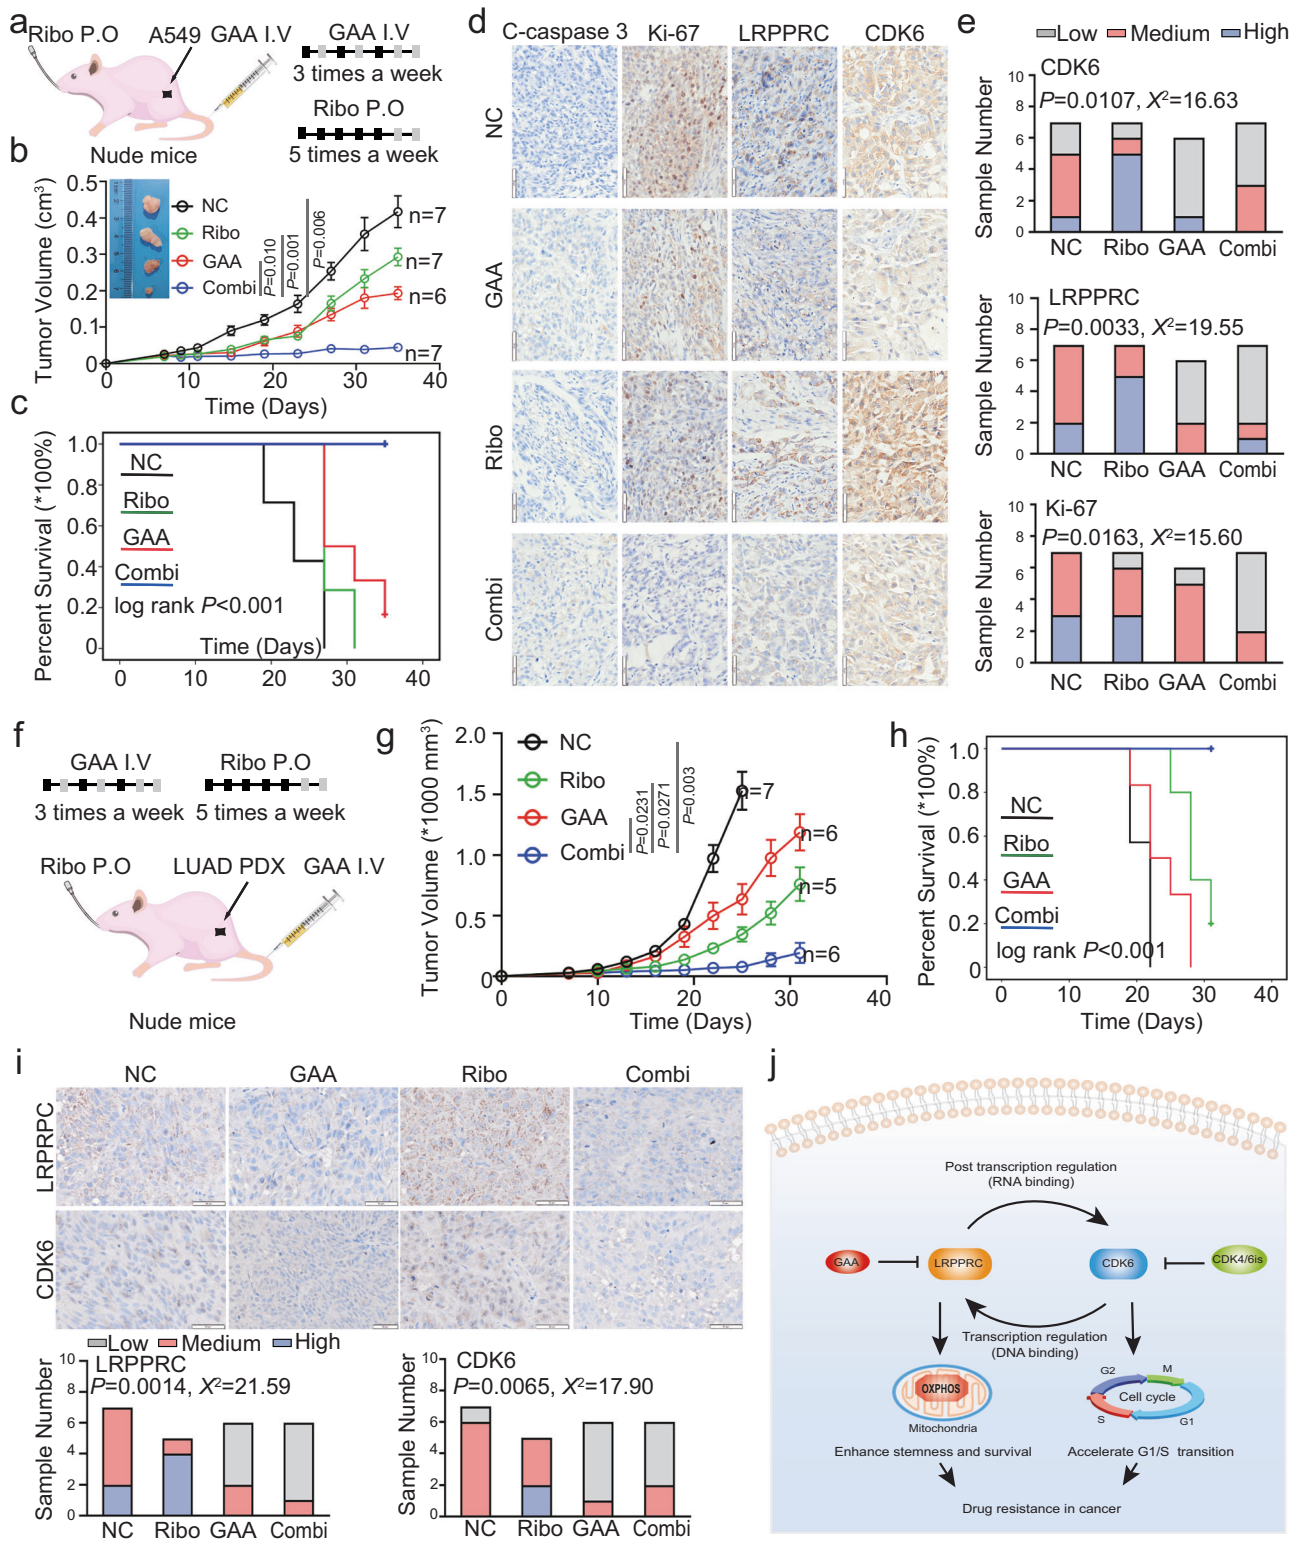 a
Ribo P.O
A549
GAA I.V
GAA I.V
3 times a week
Ribo P.O
5 times a week
Nude mice
b
Tumor Volume (cm3)
0.5
0.4
0.3
0.2
0.1
0
NC
Ribo
GAA
Combi
P=0.010
P=0.001
P=0.006
n=7
n=7
n=6
n=7
0 10 20 30 40
Time (Days)
c
Percent Survival (*100%)
1.0
0.8
0.6
0.4
0.2
0
NC
Ribo
GAA
Combi
log rank P<0.001
Time (Days)
0 10 20 30 40
d
C-caspase 3 Ki-67 LRPPRC CDK6
NC
GAA
Ribo
Combi
e
Low Medium High
CDK6
P=0.0107, X2=16.63
Sample Number
10
8
6
4
2
0
NC Ribo GAA Combi
LRPPRC
P=0.0033, X2=19.55
Sample Number
10
8
6
4
2
0
NC Ribo GAA Combi
Ki-67
P=0.0163, X2=15.60
Sample Number
10
8
6
4
2
0
NC Ribo GAA Combi
f
GAA I.V
3 times a week
Ribo P.O
5 times a week
Ribo P.O
LUAD PDX
GAA I.V
Nude mice
g
Tumor Volume (*1000 mm3)
2.0
1.5
1.0
0.5
0
NC
Ribo
GAA
Combi
P=0.0231
P=0.0271
P=0.003
n=7
n=6
n=5
n=6
0 10 20 30 40
Time (Days)
h
Percent Survival (*100%)
1.0
0.8
0.6
0.4
0.2
0
NC
Ribo
GAA
Combi
log rank P<0.001
0 10 20 30 40
Time (Days)
i
NC GAA Ribo Combi
LRPRPC
CDK6
Low Medium High
LRPPRC
P=0.0014, X2=21.59
Sample Number
10
8
6
4
2
0
NC Ribo GAA Combi
CDK6
P=0.0065, X2=17.90
Sample Number
10
8
6
4
2
0
NC Ribo GAA Combi
j
Post transcription regulation
(RNA binding)
GAA
LRPPRC
CDK6
CDK4/6is
Transcription regulation
(DNA binding)
OXPHOS
Mitochondria
G2
M
Cell cycle
S
G1
Enhance stemness and survival
Accelerate G1/S transition
Drug resistance in cancer